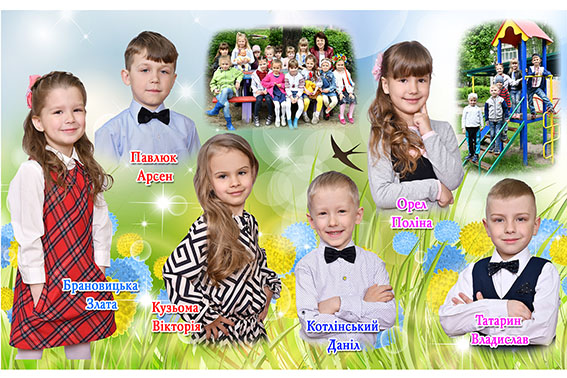 Павлюк
Арсен
Орел
Поліна
Брановицька
Злата
Кузьома
Вікторія
Котлінський
Даніл
Татарин
Владислав